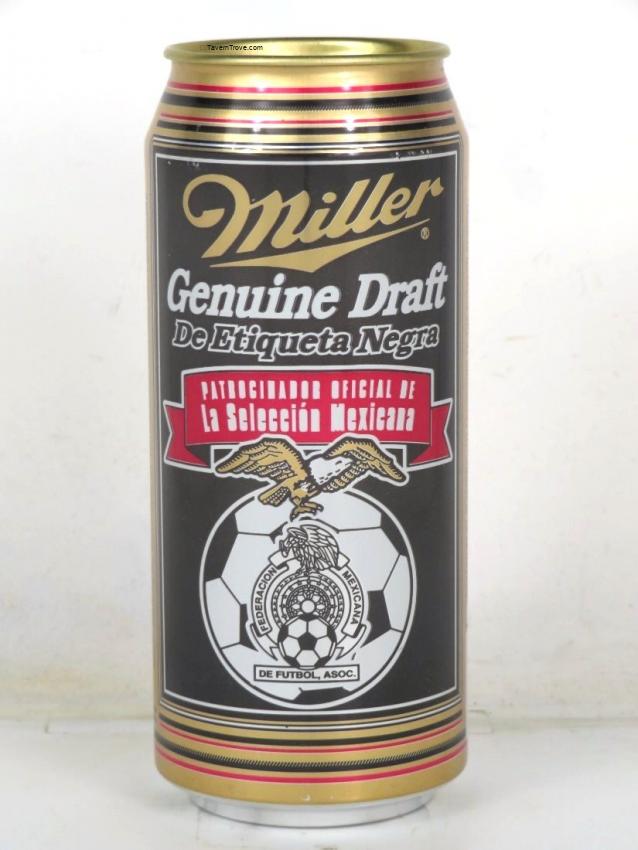 TavernTrove.com
Miller®
Genuine Draft
De Etiqueta Negra
PATROCINADOR OFICIAL DE
La Selección Mexicana
FEDERACION MEXICANA
DE FUTBOL, ASOC.